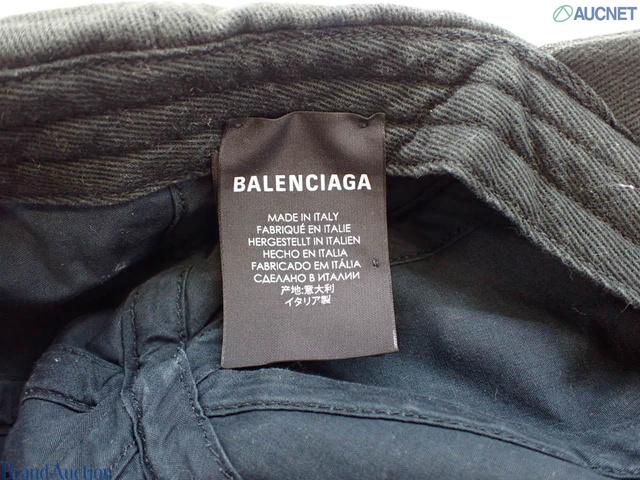 AUCNET
BALENCIAGA
MADE IN ITALY
FABRIQUÉ EN ITALIE
HERGESTELLT IN ITALIEN
HECHO EN ITALIA
FABRICADO EM ITÁLIA
СДЕЛАНО В ИТАЛИИ
产地:意大利
イタリア製
Brand Auction